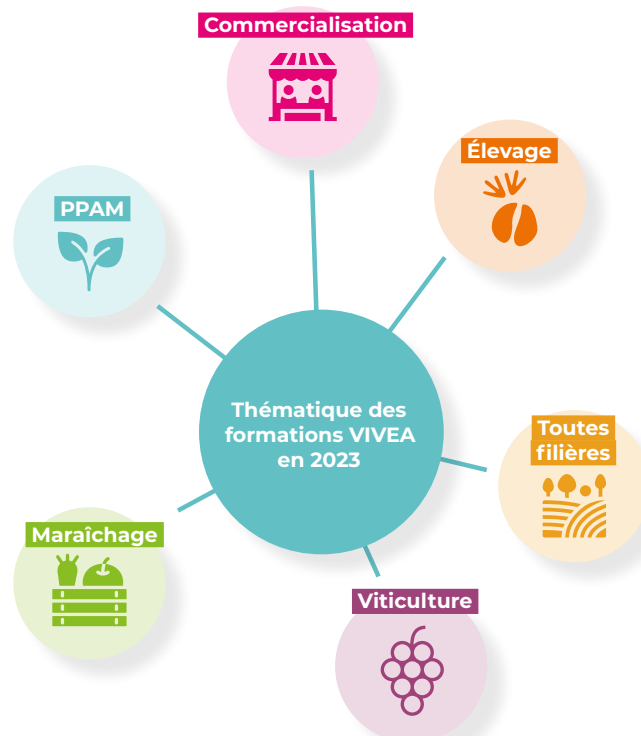 Commercialisation
Élevage
PPAM
Thématique des
formations VIVEA
en 2023
Toutes
filières
Maraîchage
Viticulture